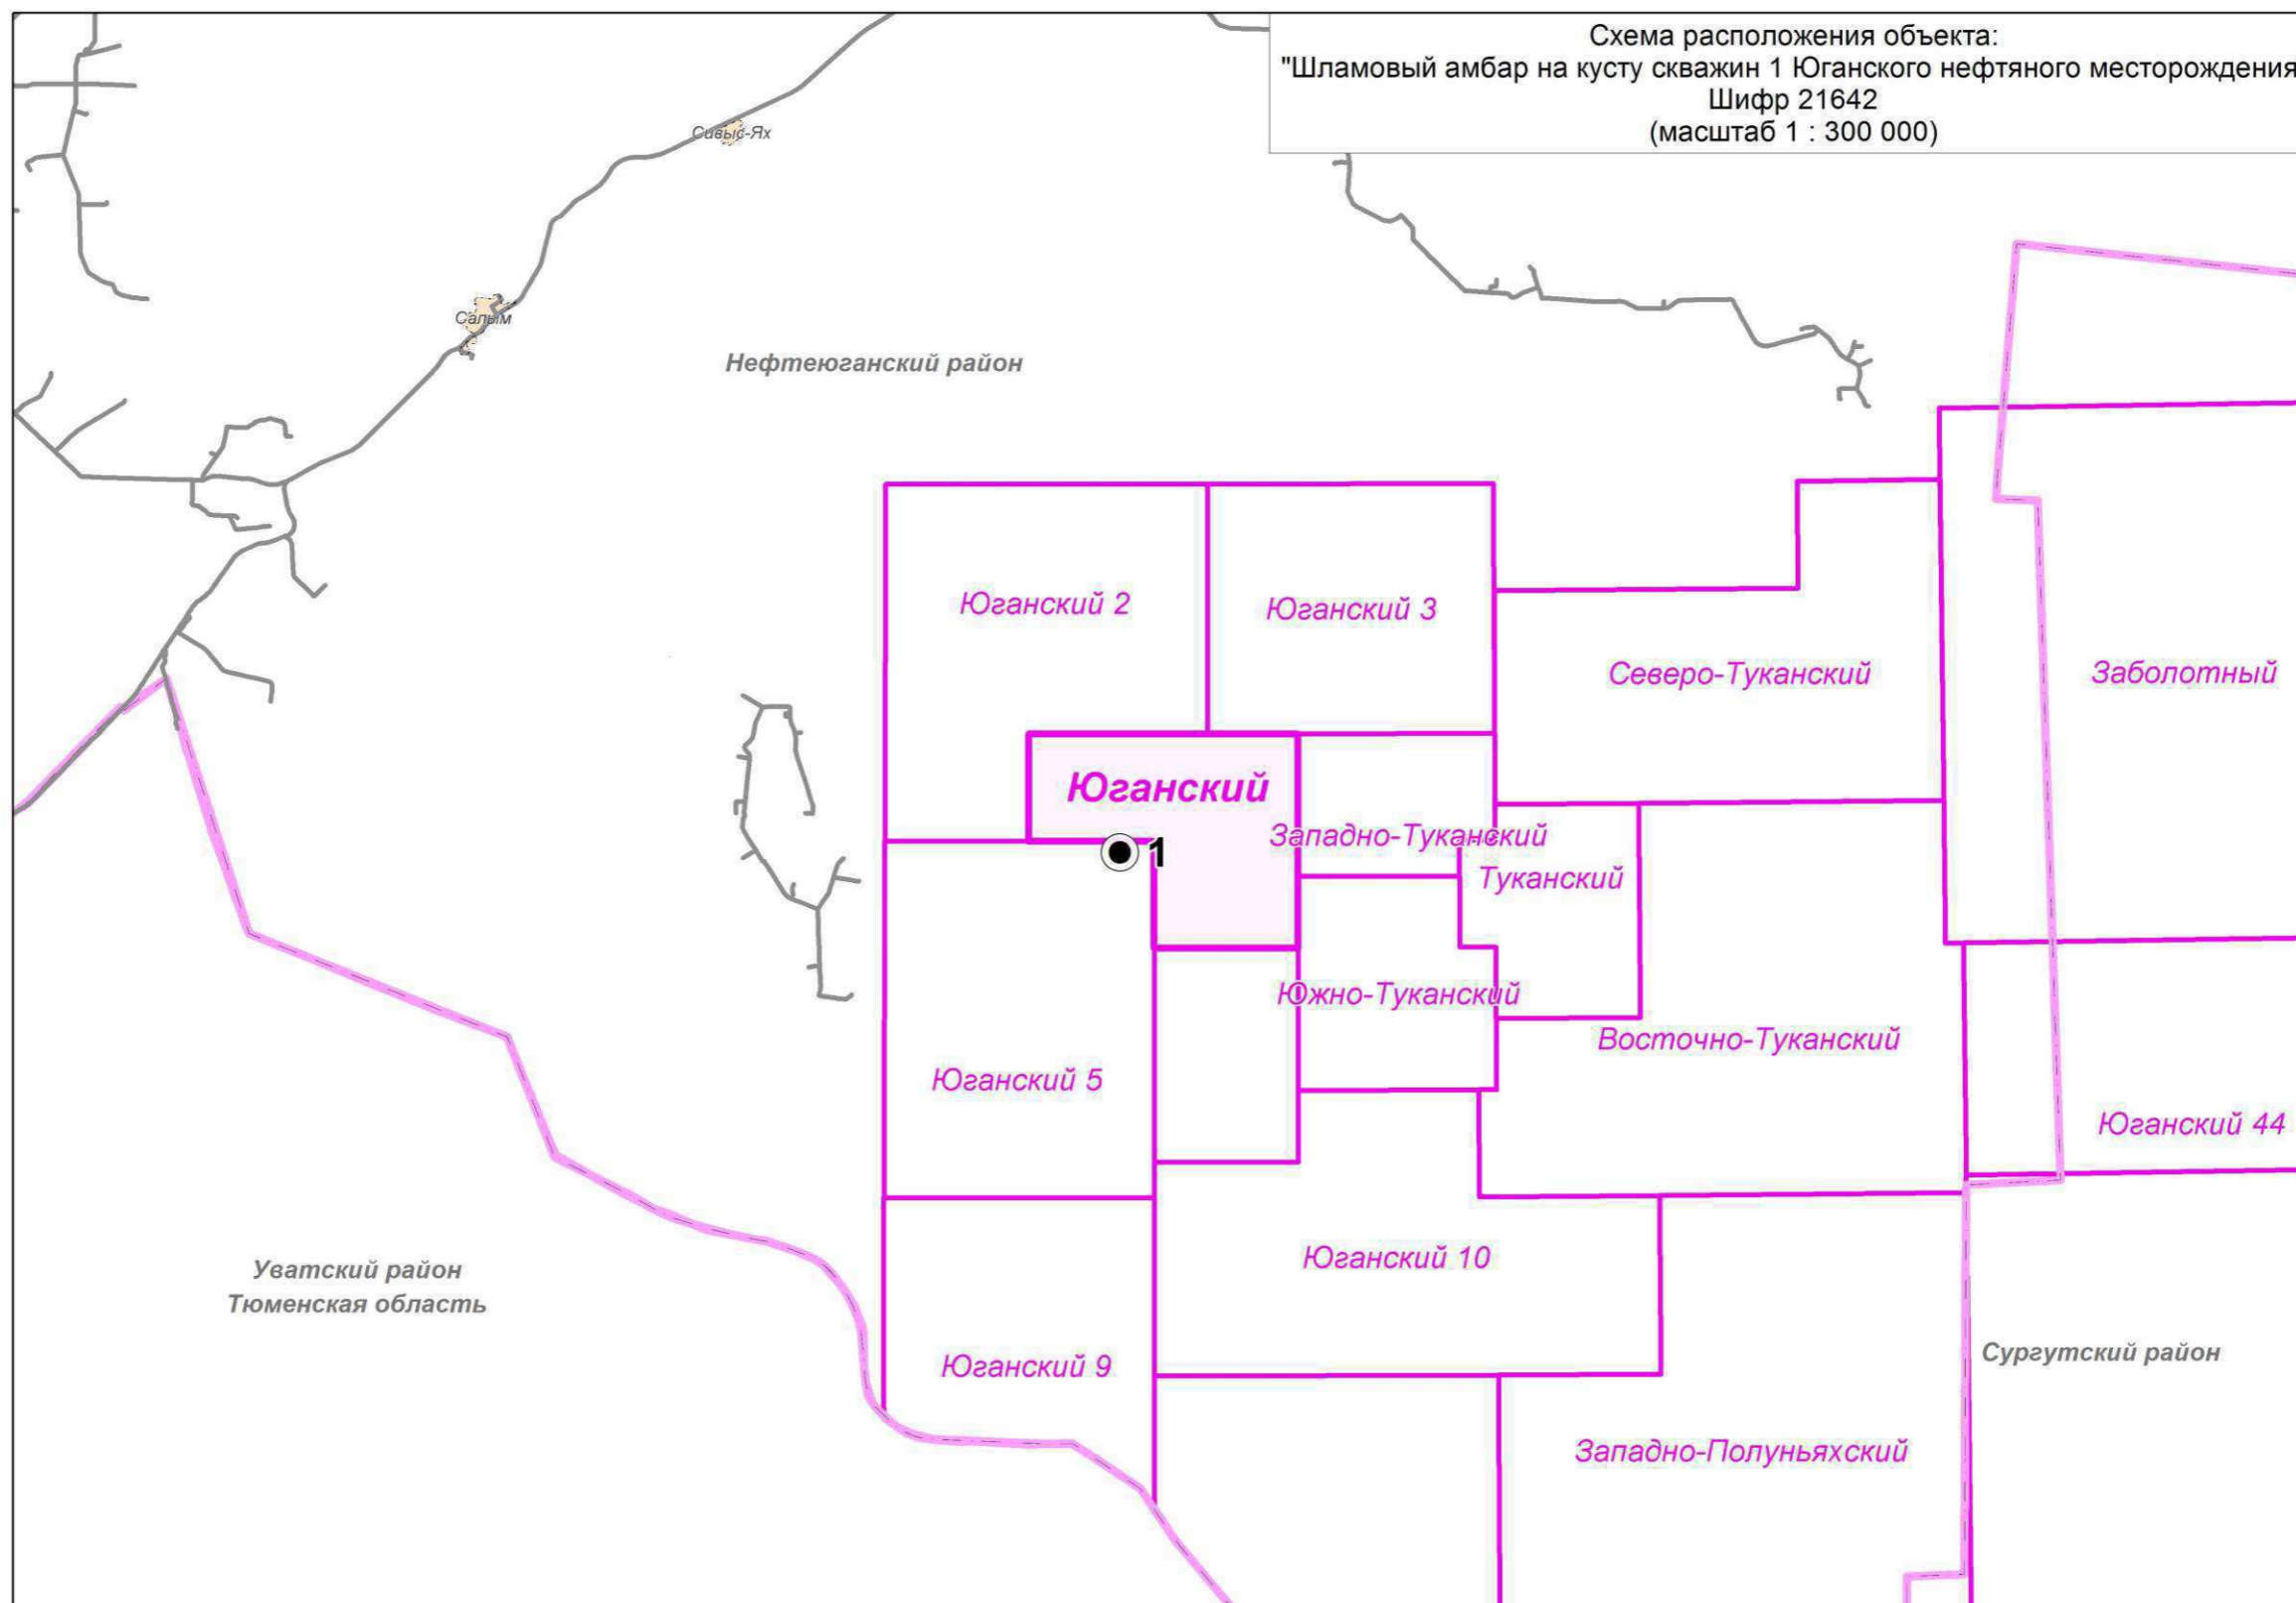 Схема расположения объекта:
"Шламовый амбар на кусту скважин 1 Юганского нефтяного месторождения
Шифр 21642
(масштаб 1 : 300 000)
Сивыс-Ях
Салым
Нефтеюганский район
Юганский 2
Юганский 3
Северо-Туканский
Заболотный
Юганский
Западно-Туканский
1
Туканский
Южно-Туканский
Восточно-Туканский
Юганский 5
Юганский 44
Юганский 10
Уватский район
Тюменская область
Юганский 9
Сургутский район
Западно-Полуньяхский